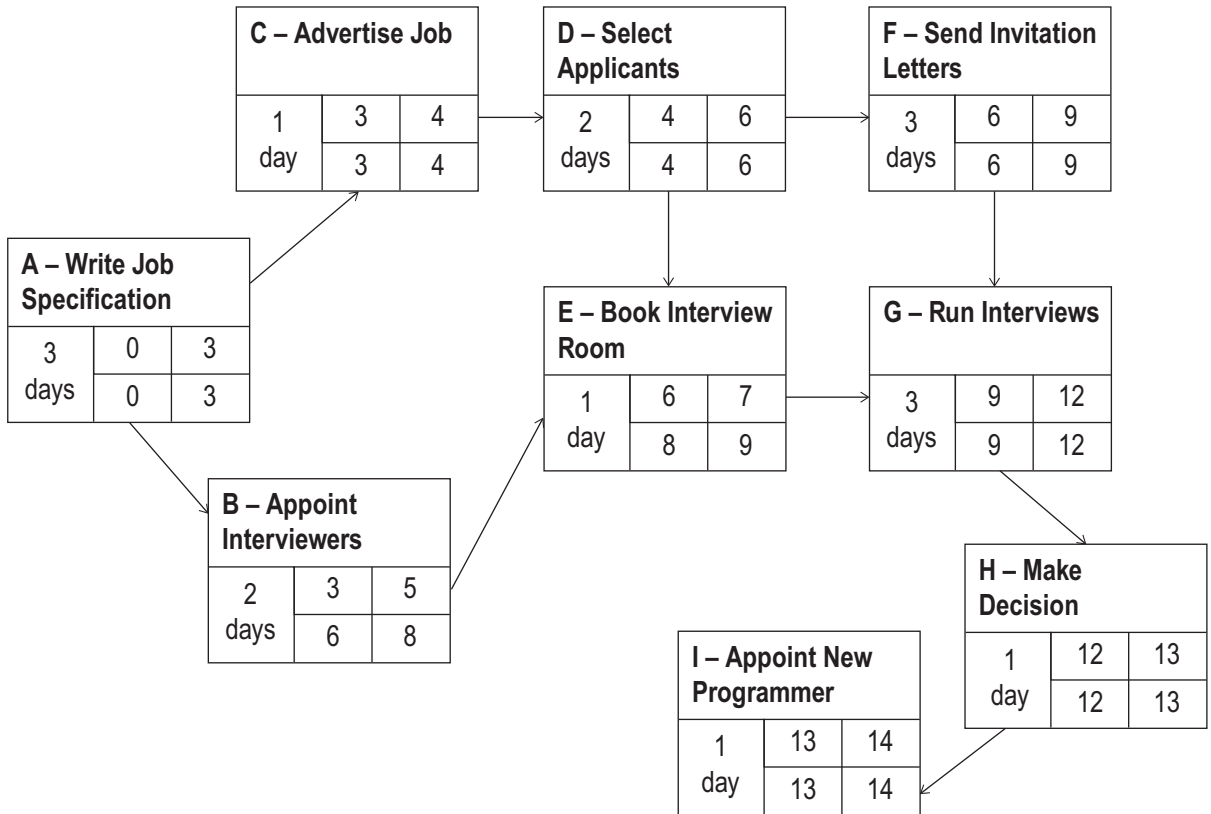 C – Advertise Job
1
day
3 4
3 4
D – Select
Applicants
2
days
4 6
4 6
F – Send Invitation
Letters
3
days
6 9
6 9
A – Write Job
Specification
3
days
0 3
0 3
E – Book Interview
Room
1
day
6 7
8 9
G – Run Interviews
3
days
9 12
9 12
B – Appoint
Interviewers
2
days
3 5
6 8
H – Make
Decision
1
day
12 13
12 13
I – Appoint New
Programmer
1
day
13 14
13 14